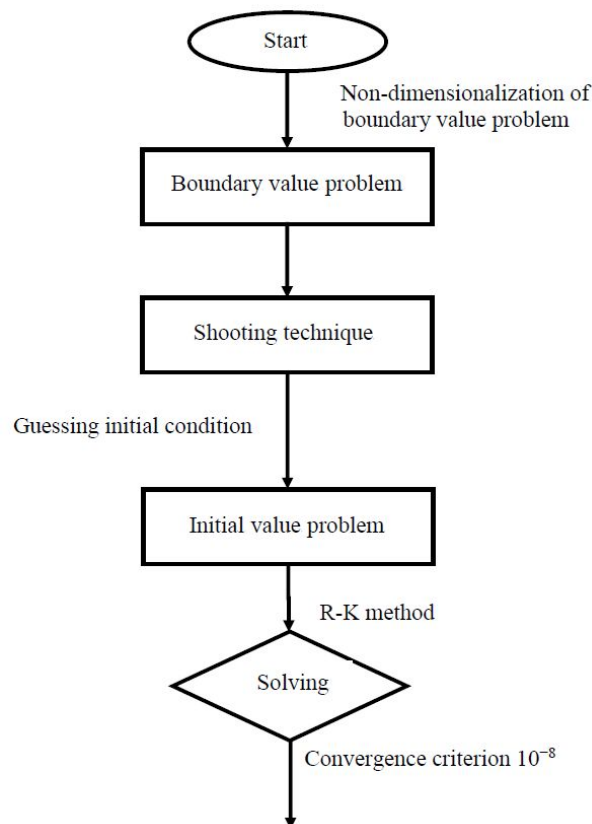 Start
Non-dimensionalization of
boundary value problem
Boundary value problem
Shooting technique
Guessing initial condition
Initial value problem
R-K method
Solving
Convergence criterion 10⁻⁸